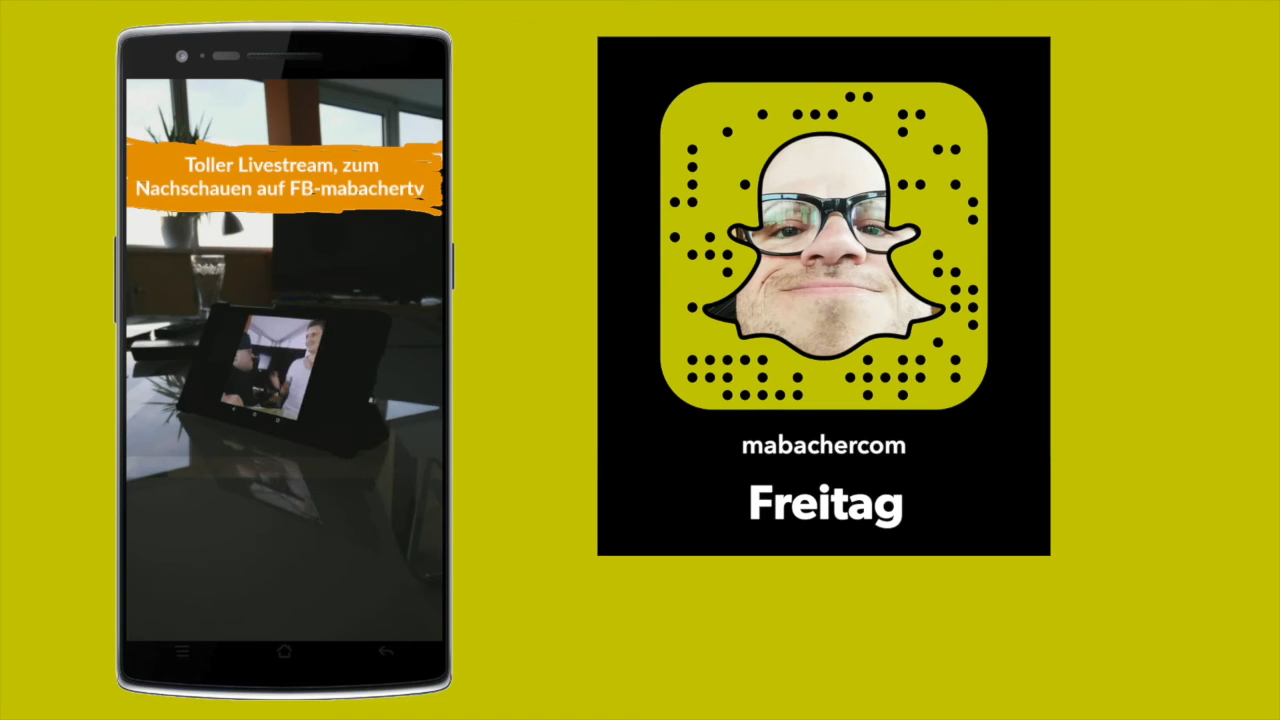 Toller Livestream, zum
Nachschauen auf FB-mabachertv
mabachercom
Freitag